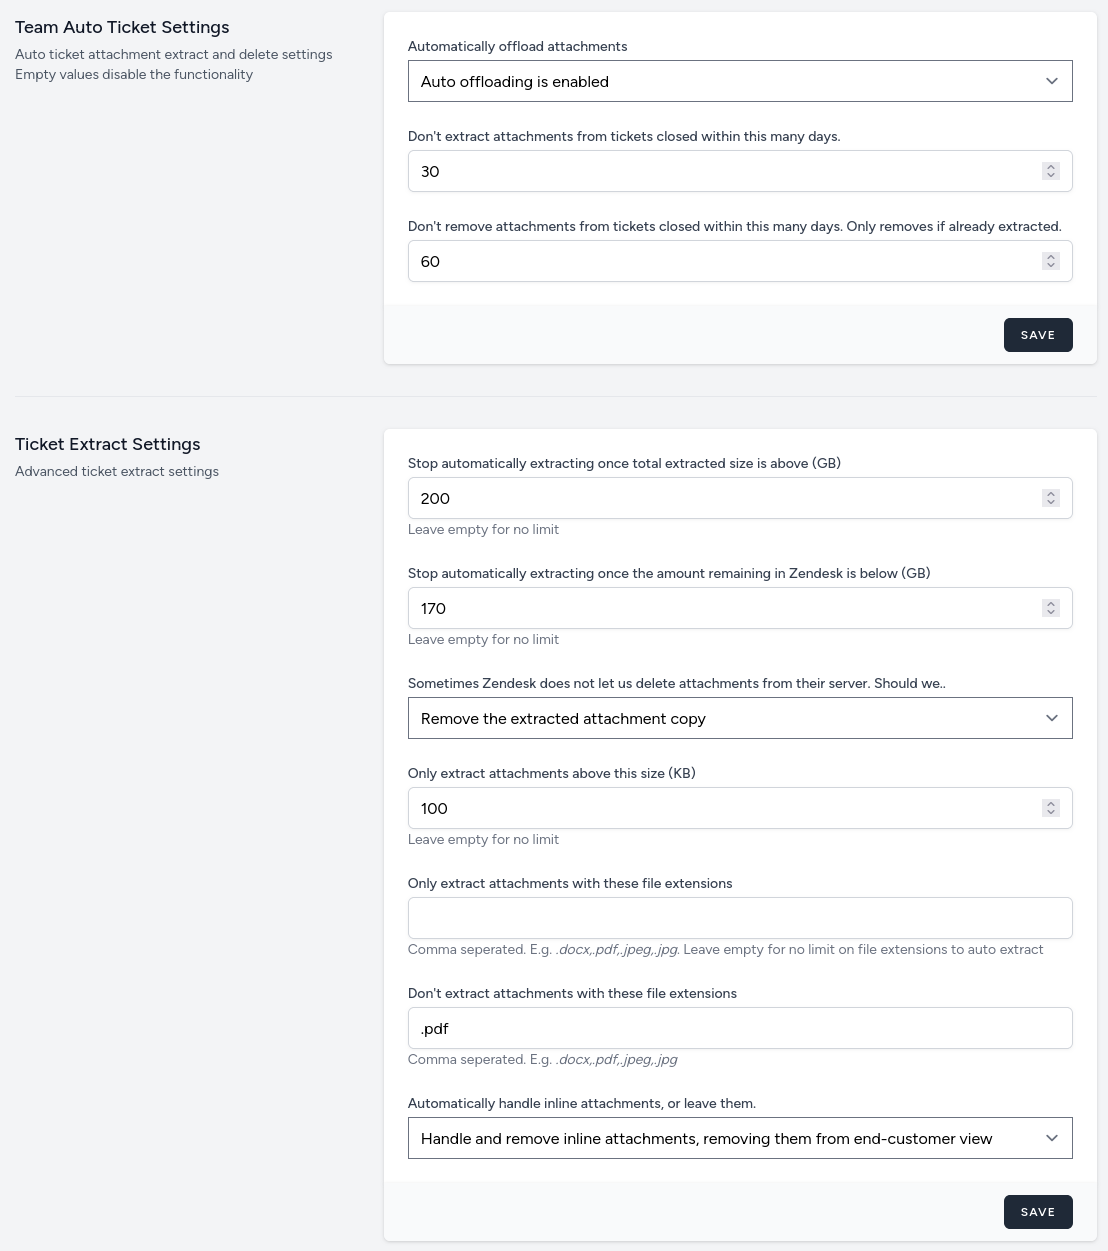 Team Auto Ticket Settings
Auto ticket attachment extract and delete settings
Empty values disable the functionality
Automatically offload attachments
Auto offloading is enabled
Don't extract attachments from tickets closed within this many days.
30
Don't remove attachments from tickets closed within this many days. Only removes if already extracted.
60
SAVE
Ticket Extract Settings
Advanced ticket extract settings
Stop automatically extracting once total extracted size is above (GB)
200
Leave empty for no limit
Stop automatically extracting once the amount remaining in Zendesk is below (GB)
170
Leave empty for no limit
Sometimes Zendesk does not let us delete attachments from their server. Should we..
Remove the extracted attachment copy
Only extract attachments above this size (KB)
100
Leave empty for no limit
Only extract attachments with these file extensions
Comma seperated. E.g. .docx,.pdf,.jpeg,.jpg. Leave empty for no limit on file extensions to auto extract
Don't extract attachments with these file extensions
.pdf
Comma seperated. E.g. .docx,.pdf,.jpeg,.jpg
Automatically handle inline attachments, or leave them.
Handle and remove inline attachments, removing them from end-customer view
SAVE